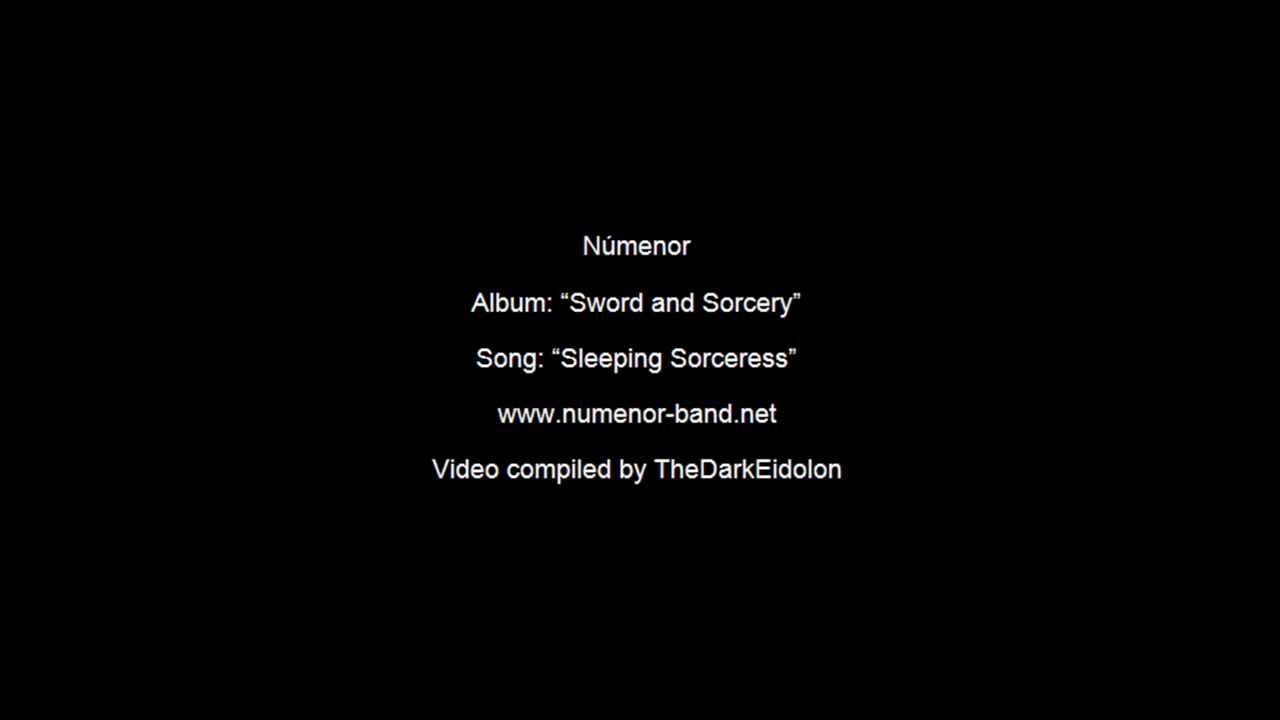 Númenor
Album: “Sword and Sorcery”
Song: “Sleeping Sorceress”
www.numenor-band.net
Video compiled by TheDarkEidolon